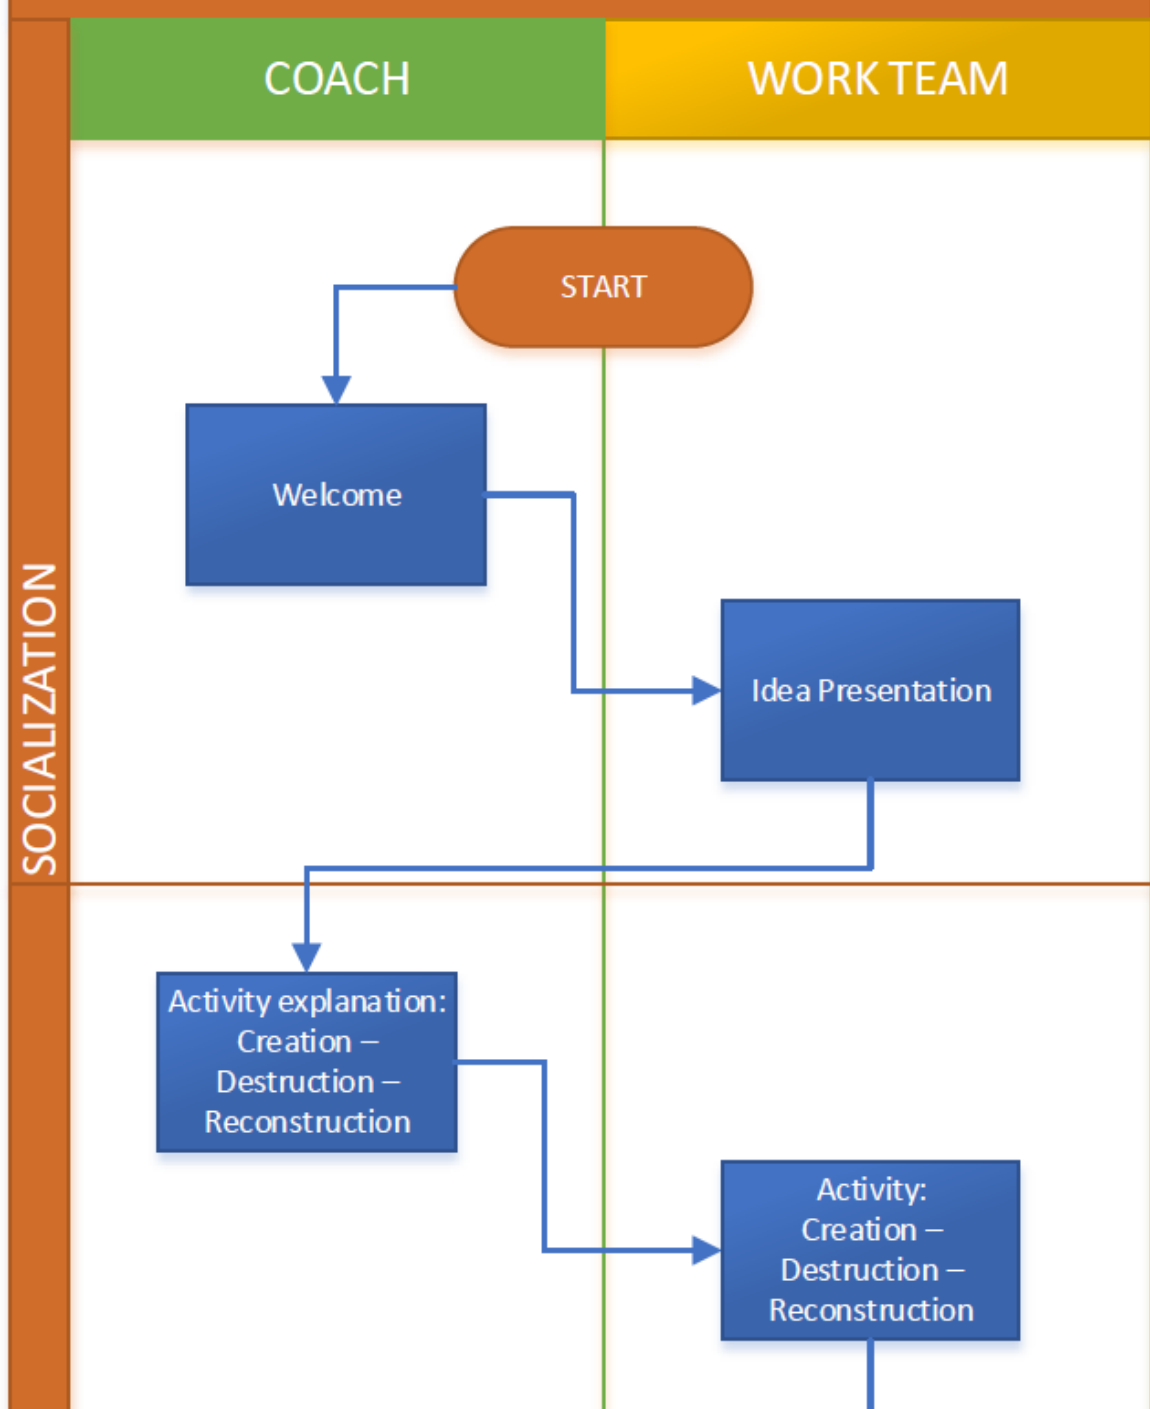 COACH
WORK TEAM
START
Welcome
SOCIALIZATION
Idea Presentation
Activity explanation:
Creation –
Destruction –
Reconstruction
Activity:
Creation –
Destruction –
Reconstruction